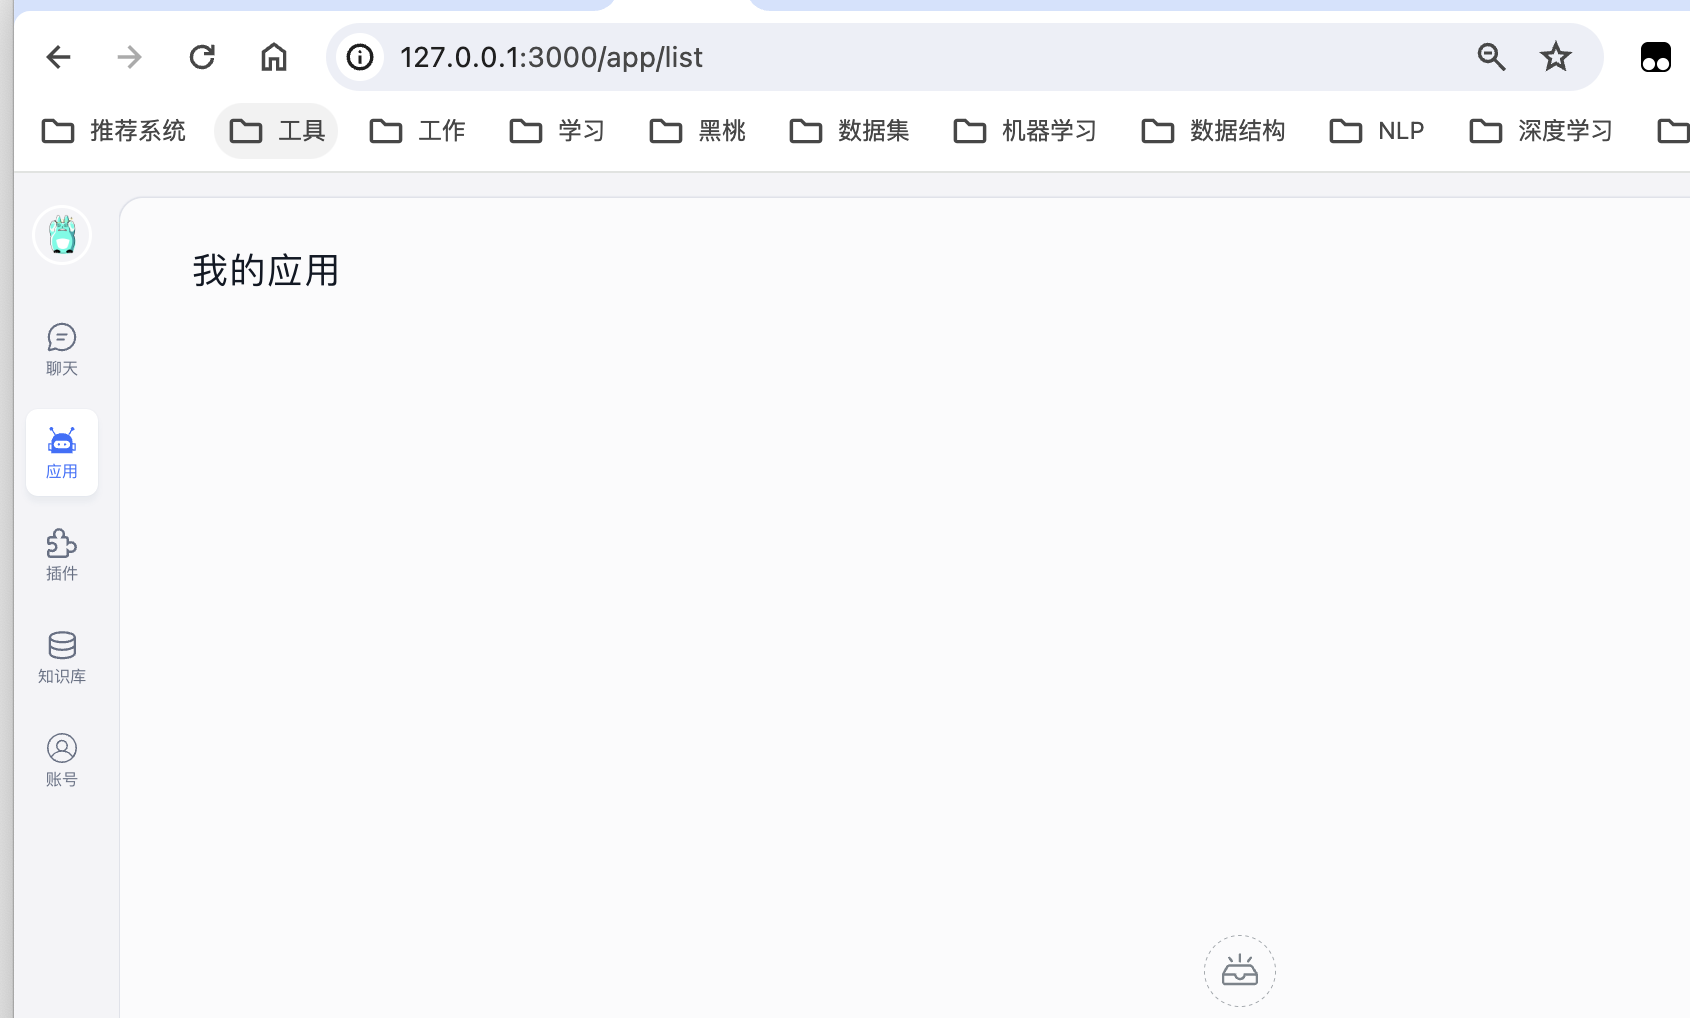 127.0.0.1:3000/app/list
推荐系统 工具 工作 学习 黑桃 数据集 机器学习 数据结构 NLP 深度学习
我的应用
聊天
应用
插件
知识库
账号